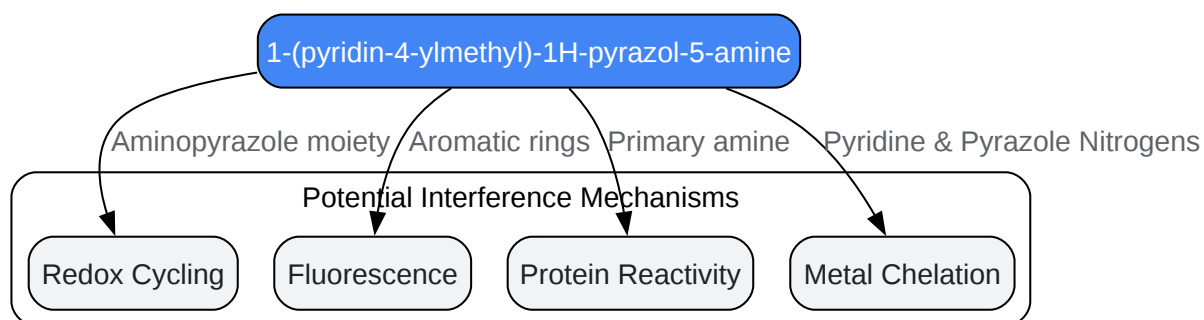 1-(pyridin-4-ylmethyl)-1H-pyrazol-5-amine
Aminopyrazole moiety
Aromatic rings
Primary amine
Pyridine & Pyrazole Nitrogens
Potential Interference Mechanisms
Redox Cycling
Fluorescence
Protein Reactivity
Metal Chelation